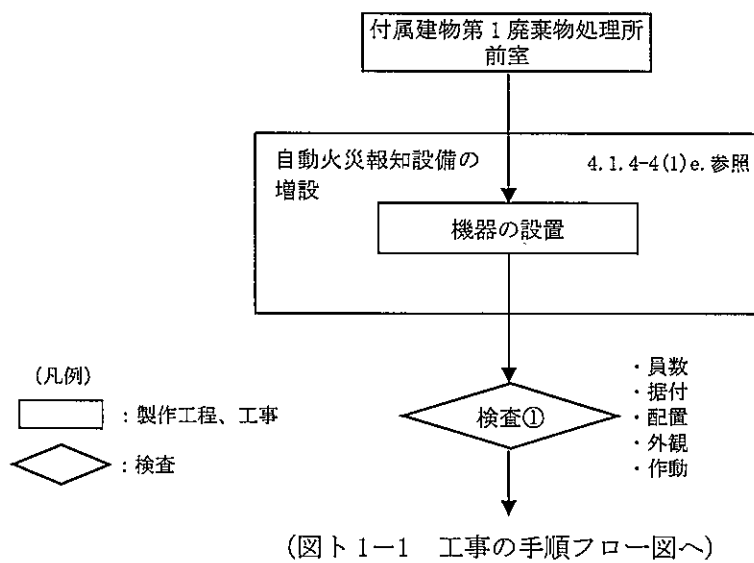 付属建物第1廃棄物処理所
前室
自動火災報知設備の
増設
4.1.4-4(1)e.参照
機器の設置
検査①
・員数
・据付
・配置
・外観
・作動
(凡例)
：製作工程、工事
：検査
(図ト1－1　工事の手順フロー図へ)